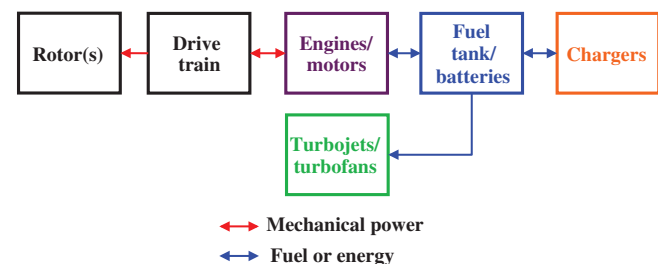 Rotor(s)
Drive
train
Engines/
motors
Fuel
tank/
batteries
Chargers
Turbojets/
turbofans
Mechanical power
Fuel or energy